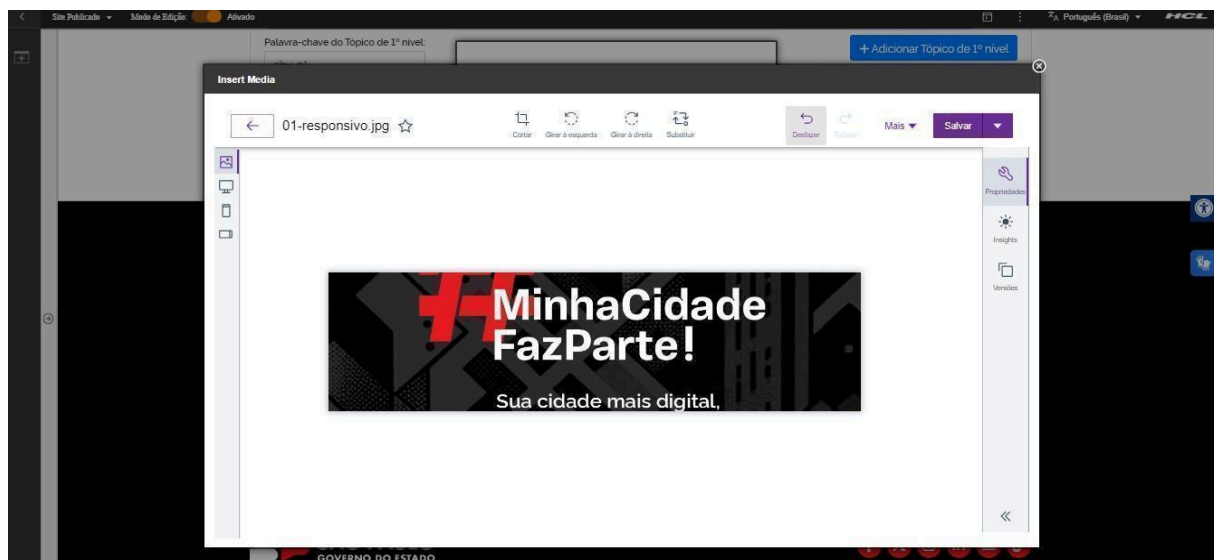 Site Publicado
Modo de Edição:
Ativado
Português (Brasil)
HCL
Palavra-chave do Tópico de 1º nível:
+ Adicionar Tópico de 1º nível
Insert Media
01-responsivo.jpg
Cortar
Girar à esquerda
Girar à direita
Substituir
Desfazer
Mais
Salvar
Propriedades
Insights
Versões
#MinhaCidade
FazParte!
Sua cidade mais digital,
GOVERNO DO ESTADO